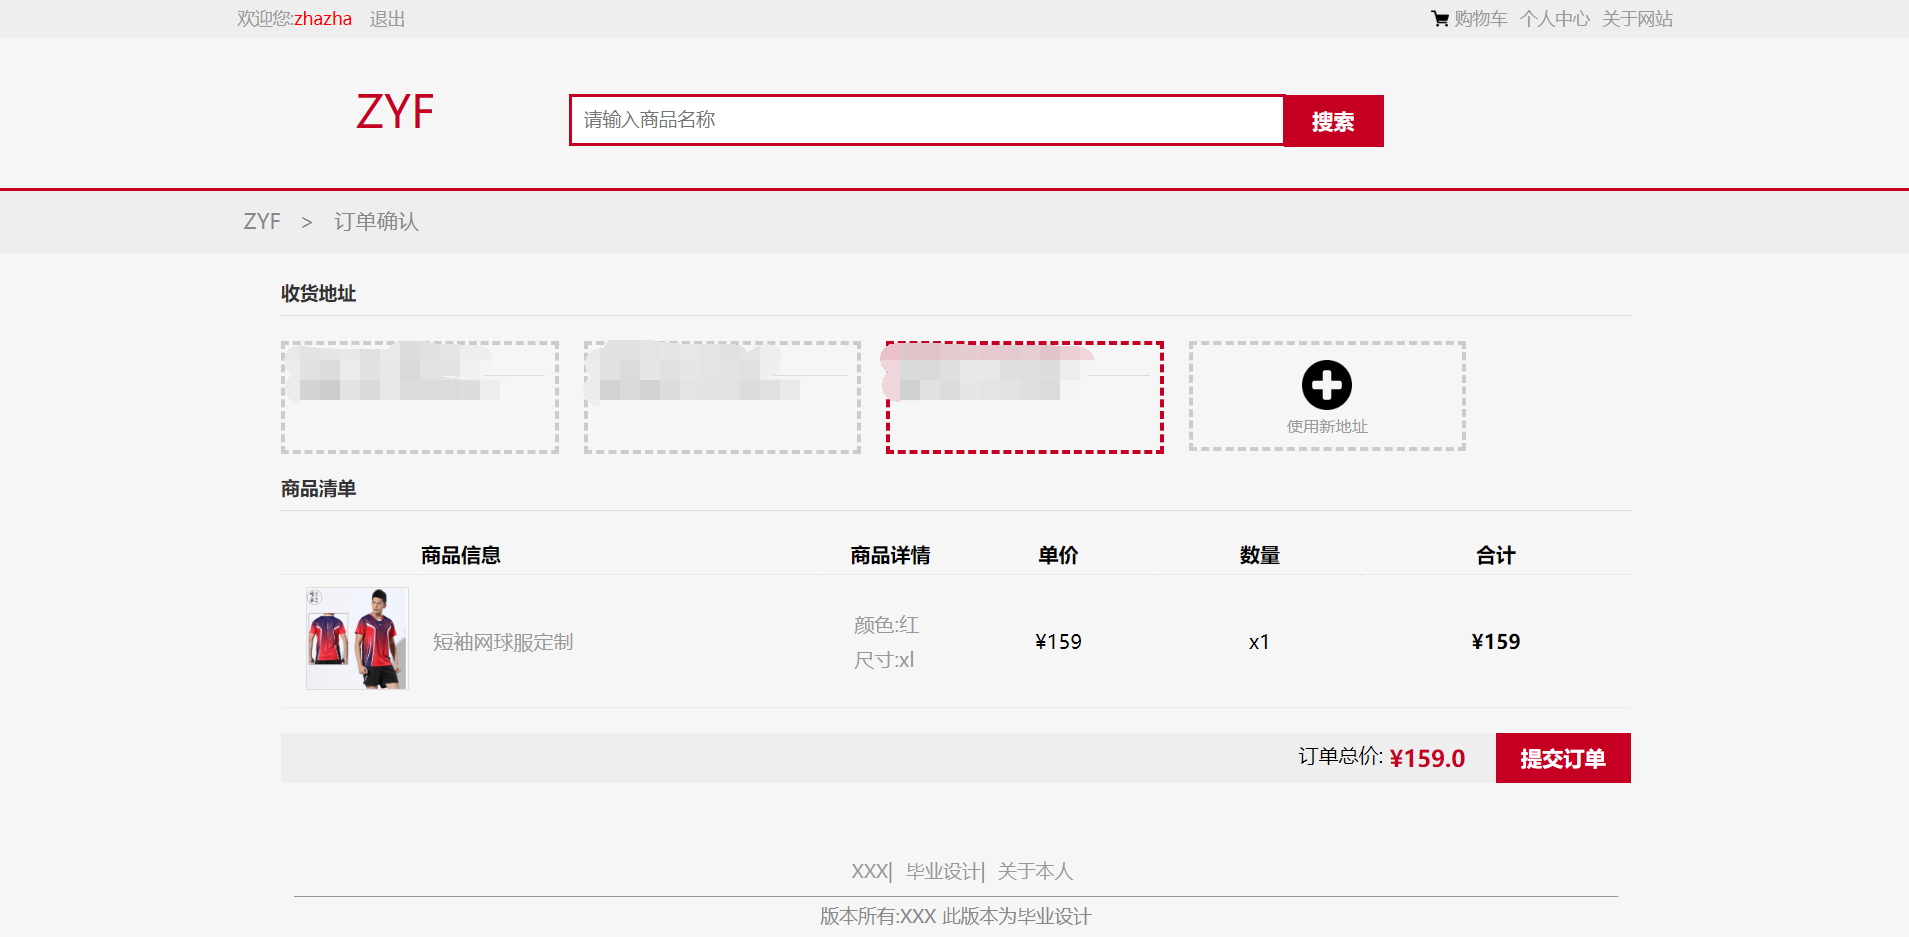 欢迎您:zhazha 退出 购物车 个人中心 关于网站
ZYF
请输入商品名称 搜索
ZYF > 订单确认
收货地址
使用新地址
商品清单
商品信息 商品详情 单价 数量 合计
短袖网球服定制 颜色:红 尺寸:xl ¥159 x1 ¥159
订单总价: ¥159.0 提交订单
XXX| 毕业设计| 关于本人
版本所有:XXX 此版本为毕业设计